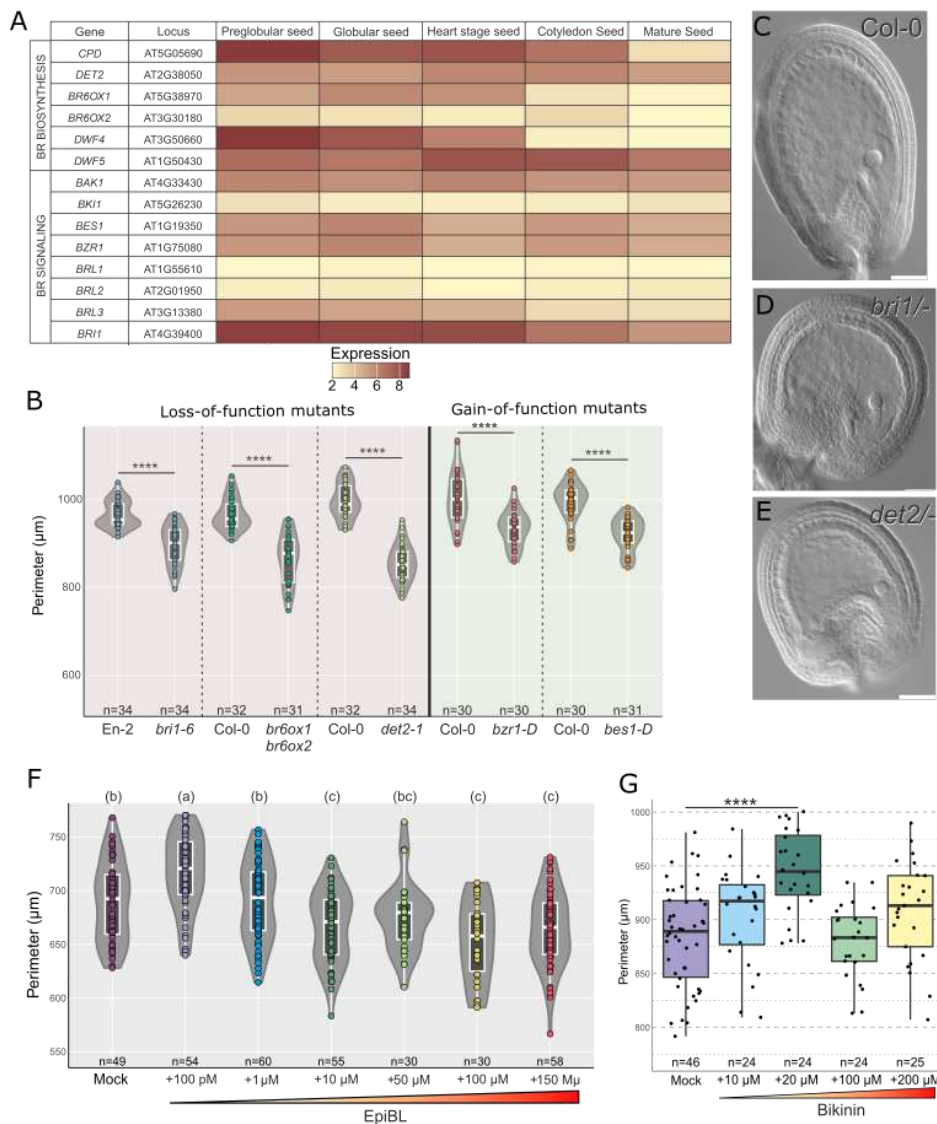 A
Gene Locus Preglobular seed Globular seed Heart stage seed Cotyledon Seed Mature Seed
BR BIOSYNTHESIS
CPD AT5G05690
DET2 AT2G38050
BR6OX1 AT5G38970
BR6OX2 AT3G30180
DWF4 AT3G50660
DWF5 AT1G50430
BR SIGNALING
BAK1 AT4G33430
BKI1 AT5G26230
BES1 AT1G19350
BZR1 AT1G75080
BRL1 AT1G55610
BRL2 AT2G01950
BRL3 AT3G13380
BRI1 AT4G39400
Expression
2 4 6 8
B
Loss-of-function mutants Gain-of-function mutants
**** **** **** **** ****
Perimeter (µm)
1000
800
600
n=34 n=34 n=32 n=31 n=32 n=34 n=30 n=30 n=30 n=31
En-2 bri1-6 Col-0 br6ox1 Col-0 det2-1 Col-0 bzr1-D Col-0 bes1-D
br6ox2
C
Col-0
D
bri1/-
E
det2/-
F
(b) (a) (b) (c) (bc) (c) (c)
Perimeter (µm)
750
700
650
600
550
n=49 n=54 n=60 n=55 n=30 n=30 n=58
Mock +100 pM +1µM +10 µM +50 µM +100 µM +150 Mµ
EpiBL
G
****
Perimeter (µm)
1000
950
900
850
800
n=46 n=24 n=24 n=24 n=25
Mock +10 µM +20 µM +100 µM +200 µM
Bikinin